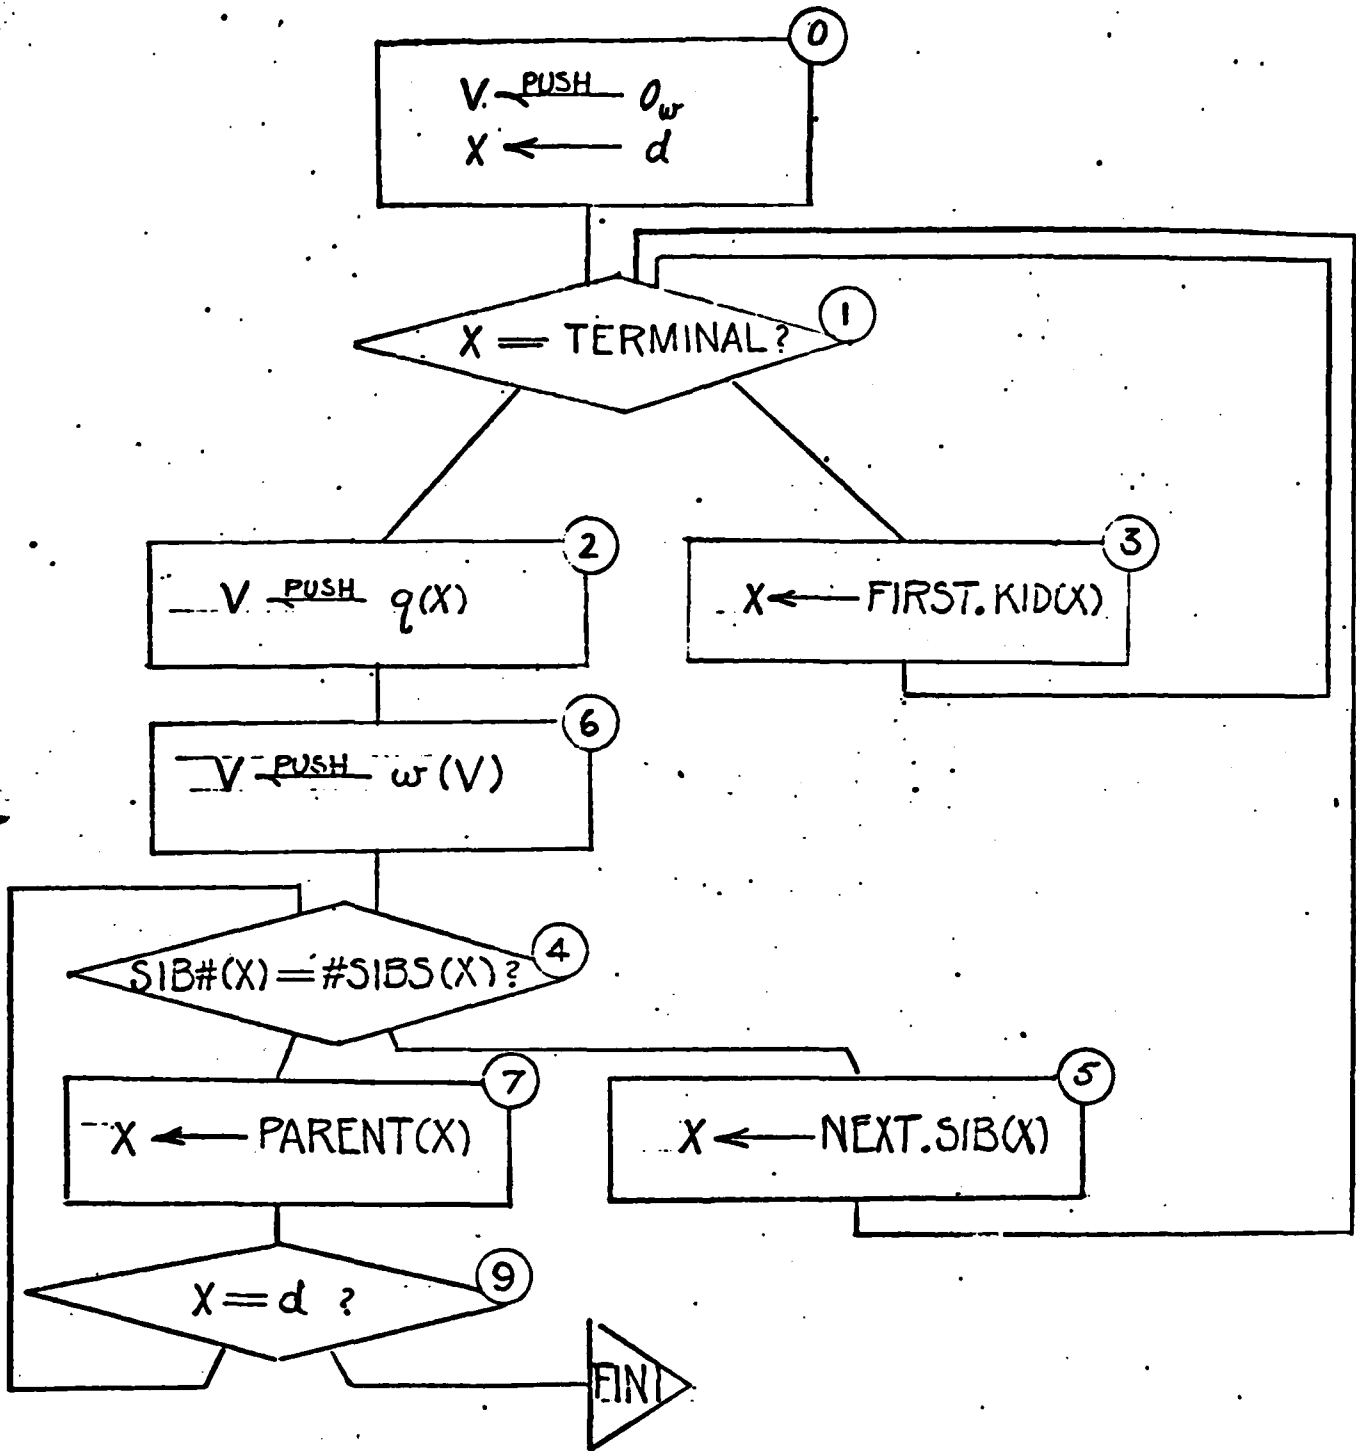 0
V ←PUSH 0w
X ← d
1
X = TERMINAL?
2
V ←PUSH q(X)
3
X ← FIRST.KID(X)
6
V ←PUSH w(V)
4
SIB#(X) = #SIBS(X)?
7
X ← PARENT(X)
5
X ← NEXT.SIB(X)
9
X = d ?
FINI